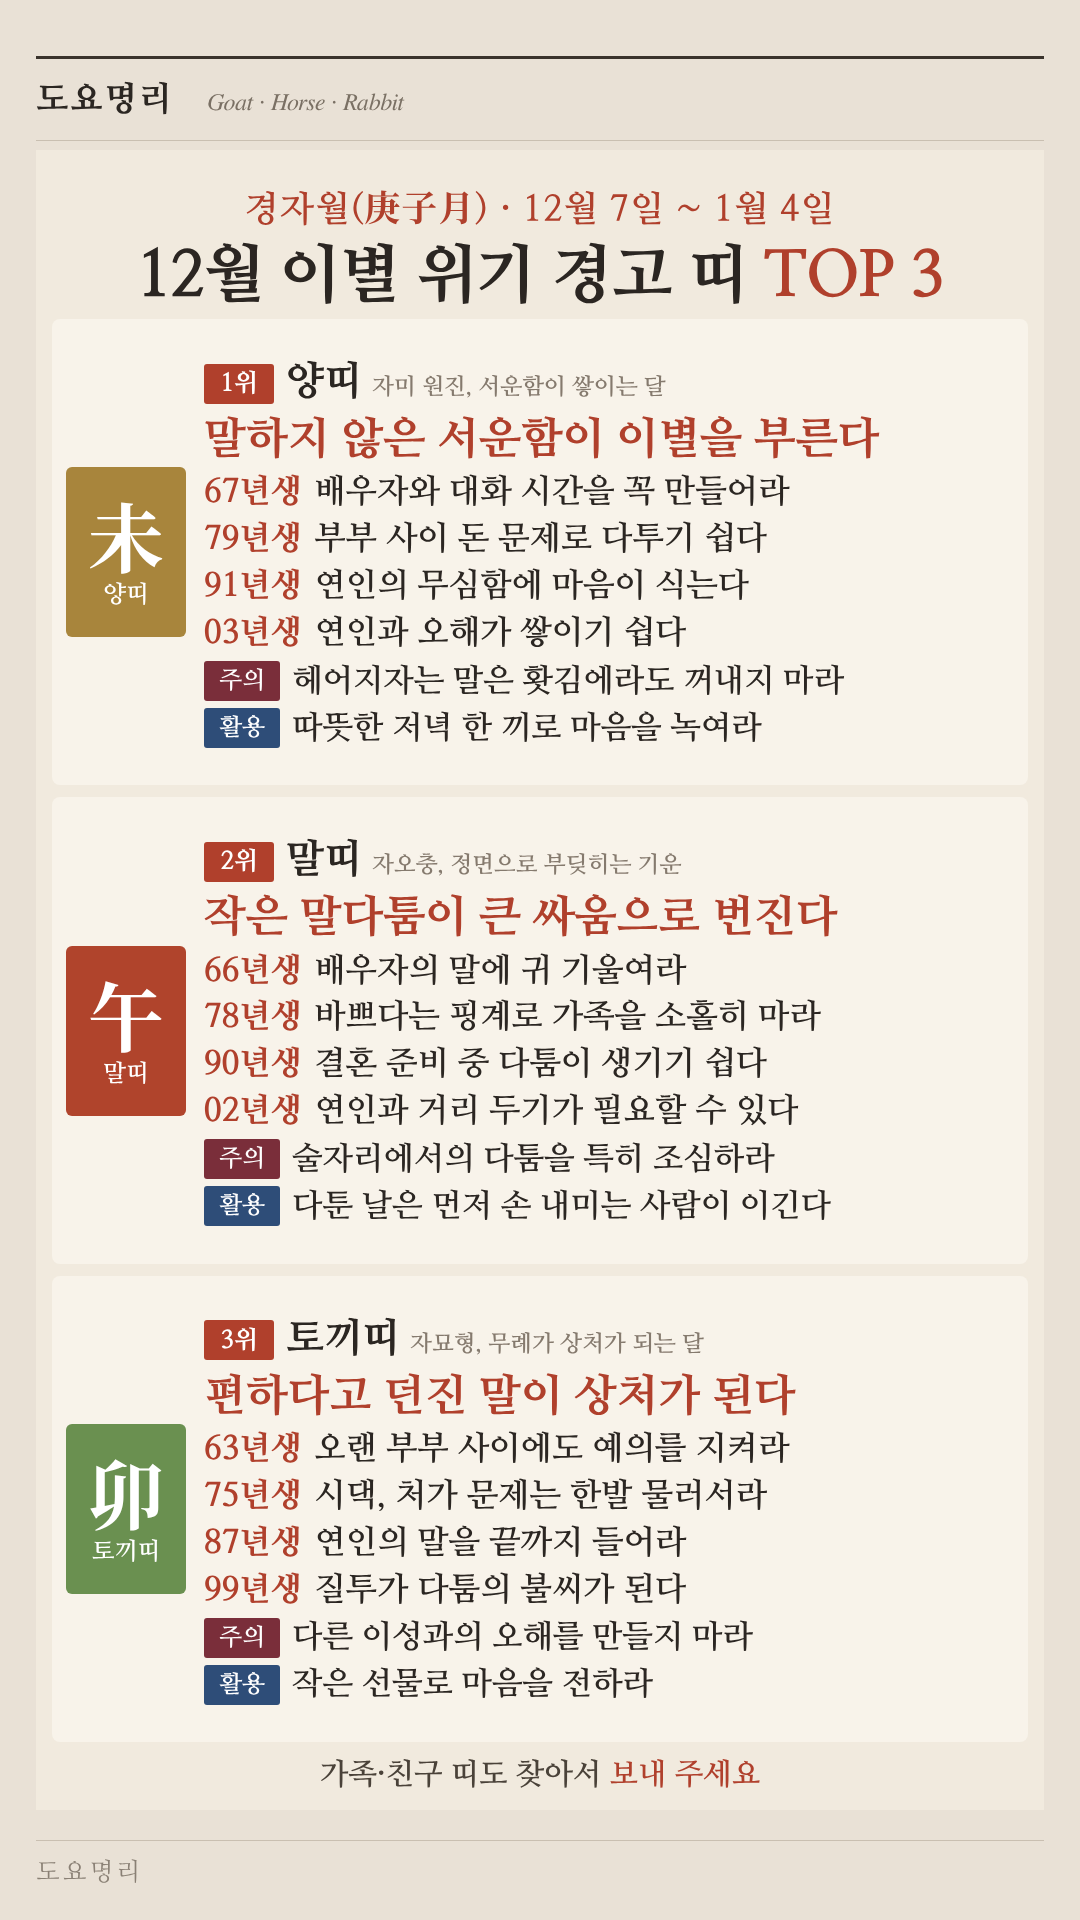 도요명리 Goat · Horse · Rabbit
경자월(庚子月) · 12월 7일 ~ 1월 4일
12월 이별 위기 경고 띠 TOP 3
未
양띠
1위 양띠 자미 원진, 서운함이 쌓이는 달
말하지 않은 서운함이 이별을 부른다
67년생 배우자와 대화 시간을 꼭 만들어라
79년생 부부 사이 돈 문제로 다투기 쉽다
91년생 연인의 무심함에 마음이 식는다
03년생 연인과 오해가 쌓이기 쉽다
주의 헤어지자는 말은 홧김에라도 꺼내지 마라
활용 따뜻한 저녁 한 끼로 마음을 녹여라
午
말띠
2위 말띠 자오충, 정면으로 부딪히는 기운
작은 말다툼이 큰 싸움으로 번진다
66년생 배우자의 말에 귀 기울여라
78년생 바쁘다는 핑계로 가족을 소홀히 마라
90년생 결혼 준비 중 다툼이 생기기 쉽다
02년생 연인과 거리 두기가 필요할 수 있다
주의 술자리에서의 다툼을 특히 조심하라
활용 다툰 날은 먼저 손 내미는 사람이 이긴다
卯
토끼띠
3위 토끼띠 자묘형, 무례가 상처가 되는 달
편하다고 던진 말이 상처가 된다
63년생 오랜 부부 사이에도 예의를 지켜라
75년생 시댁, 처가 문제는 한발 물러서라
87년생 연인의 말을 끝까지 들어라
99년생 질투가 다툼의 불씨가 된다
주의 다른 이성과의 오해를 만들지 마라
활용 작은 선물로 마음을 전하라
가족·친구 띠도 찾아서 보내 주세요
도요명리